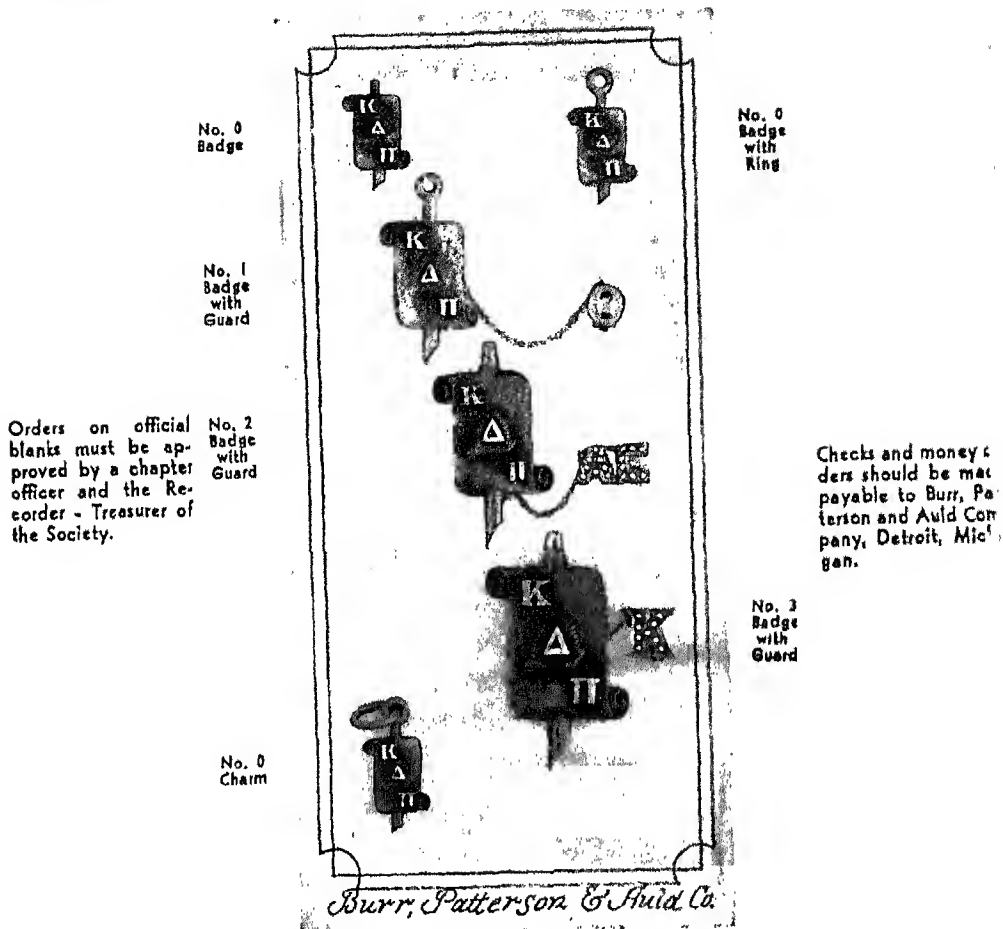 No. 0
Badge
K
Δ
Π
K
Δ
Π
No. 0
Badge
with
Ring
No. 1
Badge
with
Guard
K
Δ
Π
Orders on official
blanks must be ap-
proved by a chapter
officer and the Re-
corder - Treasurer of
the Society.
No. 2
Badge
with
Guard
K
Δ
Π
Checks and money
ders should be
payable to Burr, Pa
terson and Auld Com
pany, Detroit, Mic
gan.
K
Δ
Π
K
No. 3
Badge
with
Guard
No. 0
Charm
K
Δ
Π
Burr, Patterson & Auld Co.